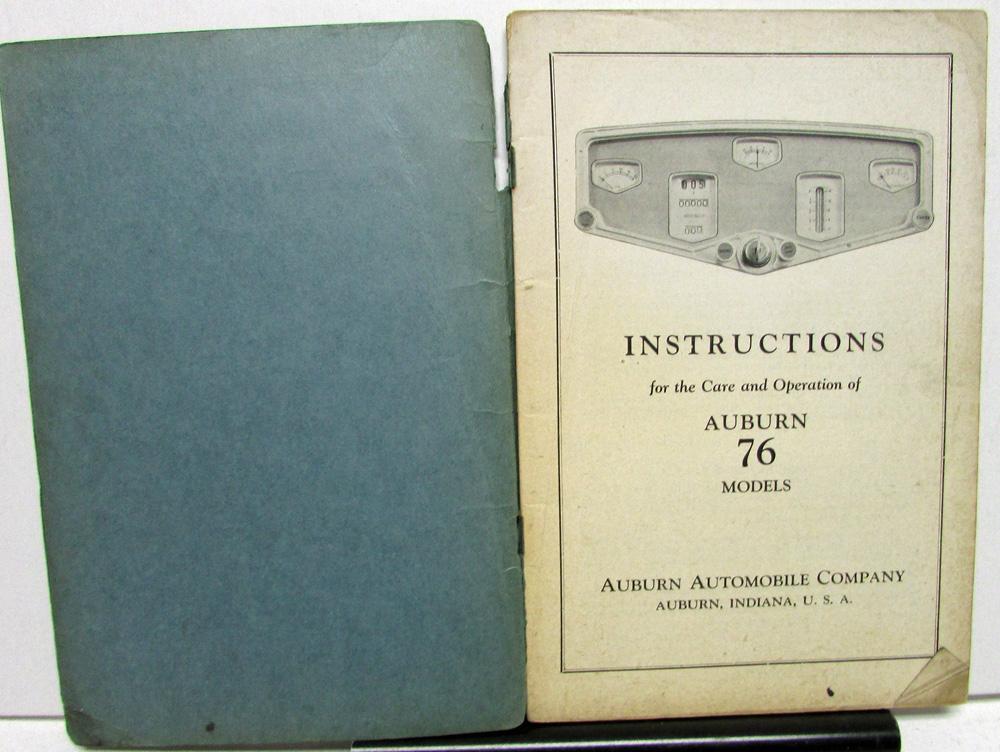 INSTRUCTIONS
for the Care and Operation of
AUBURN
76
MODELS
AUBURN AUTOMOBILE COMPANY
AUBURN, INDIANA, U. S. A.